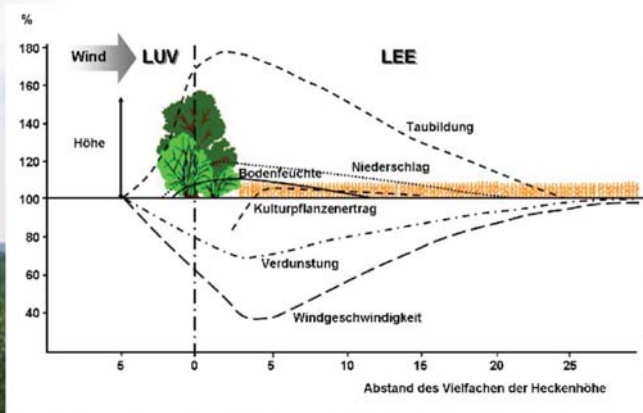 %
180
160
140
120
100
80
60
40
Wind
LUV
LEE
Höhe
Taubildung
Niederschlag
Bodenfeuchte
Kulturpflanzenertrag
Verdunstung
Windgeschwindigkeit
5 0 5 10 15 20 25
Abstand des Vielfachen der Heckenhöhe